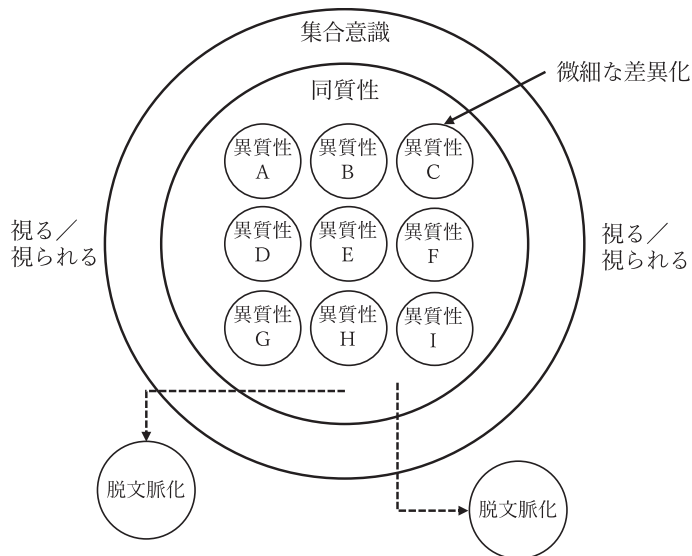 集合意識
微細な差異化
同質性
異質性
A
異質性
B
異質性
C
視る／
視られる
異質性
D
異質性
E
異質性
F
視る／
視られる
異質性
G
異質性
H
異質性
I
脱文脈化
脱文脈化